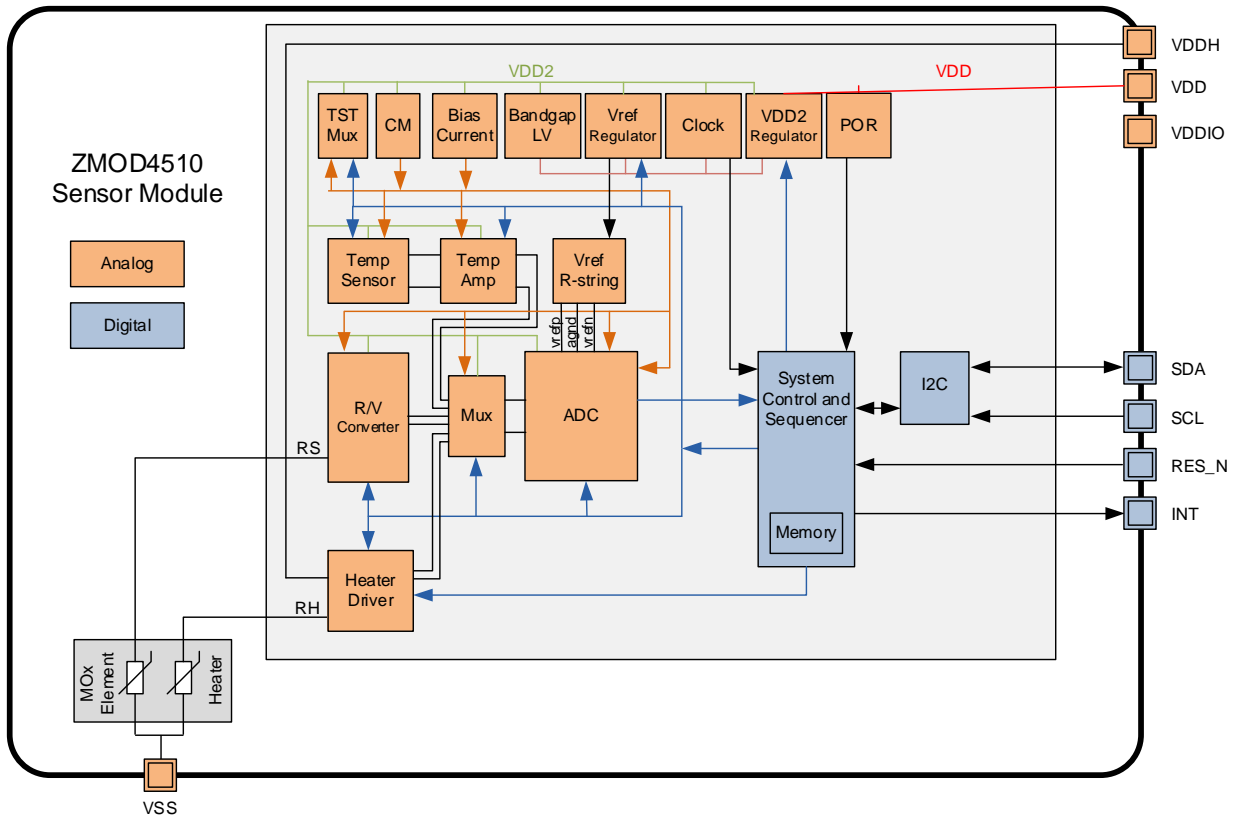 VDDH
VDD2
VDD
VDD
VDDIO
TST
Mux
CM
Bias
Current
Bandgap
LV
Vref
Regulator
Clock
VDD2
Regulator
POR
ZMOD4510
Sensor Module
Analog
Digital
Temp
Sensor
Temp
Amp
Vref
R-string
vrefp
agnd
vrefn
R/V
Converter
Mux
ADC
System
Control and
Sequencer
Memory
I2C
SDA
SCL
RES_N
INT
RS
Heater
Driver
RH
MOx
Element
Heater
VSS